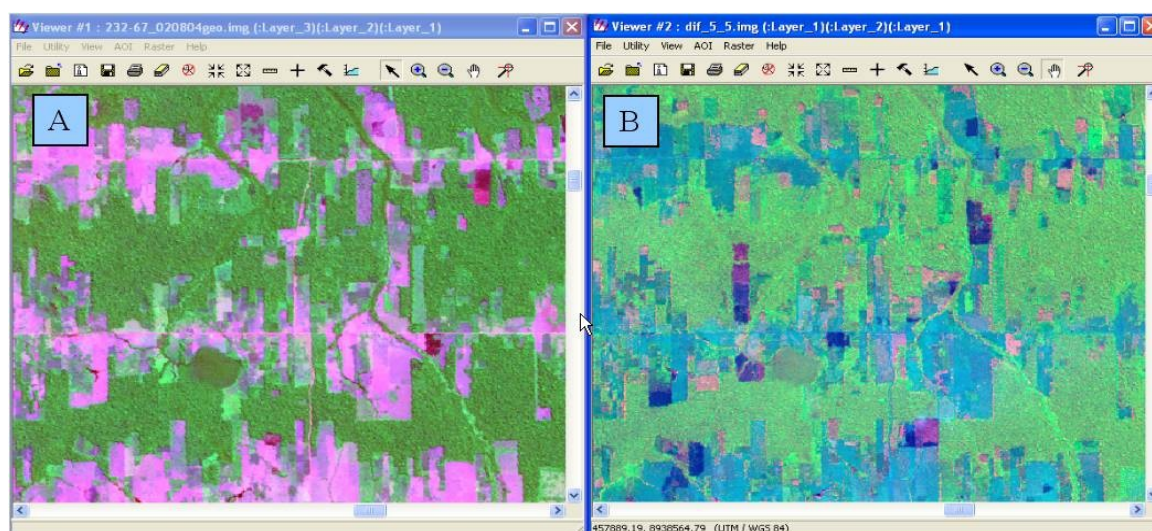 Viewer #1 : 232-67_020804geo.img (:Layer_3)(:Layer_2)(:Layer_1)
File Utility View AOI Raster Help
A
Viewer #2 : dif_5_5.img (:Layer_1)(:Layer_2)(:Layer_1)
File Utility View AOI Raster Help
B
457889.19, 8938564.79 (UTM / WGS 84)